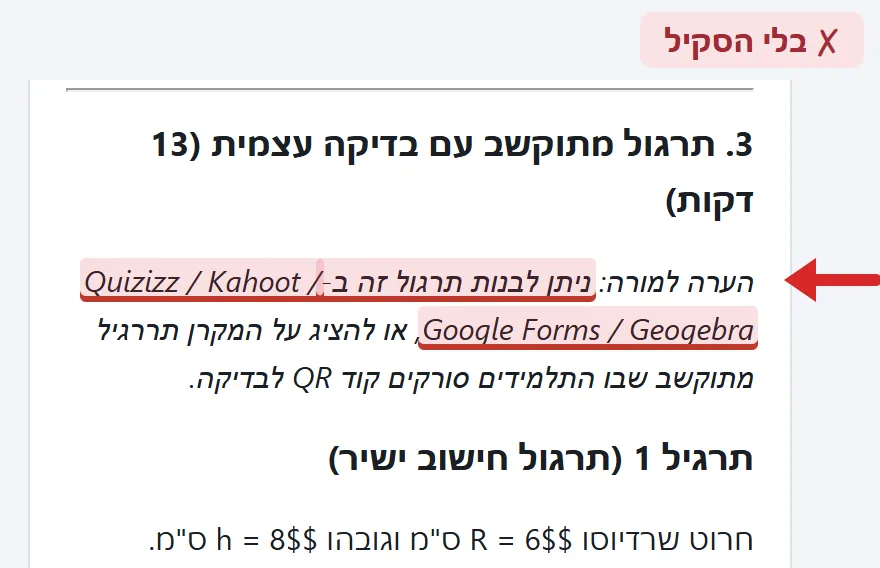 ✗ בלי הסקיל
3. תרגול מתוקשב עם בדיקה עצמית (13
דקות)
הערה למורה: ניתן לבנות תרגול זה ב-Quizizz / Kahoot /
Google Forms / Geogebra, או להציג על המקרן תררגיל
מתוקשב שבו התלמידים סורקים קוד QR לבדיקה.
תרגיל 1 (תרגול חישוב ישיר)
חרוט שרדיוסו $$R = 6 ס"מ וגובהו $$h = 8 ס"מ.